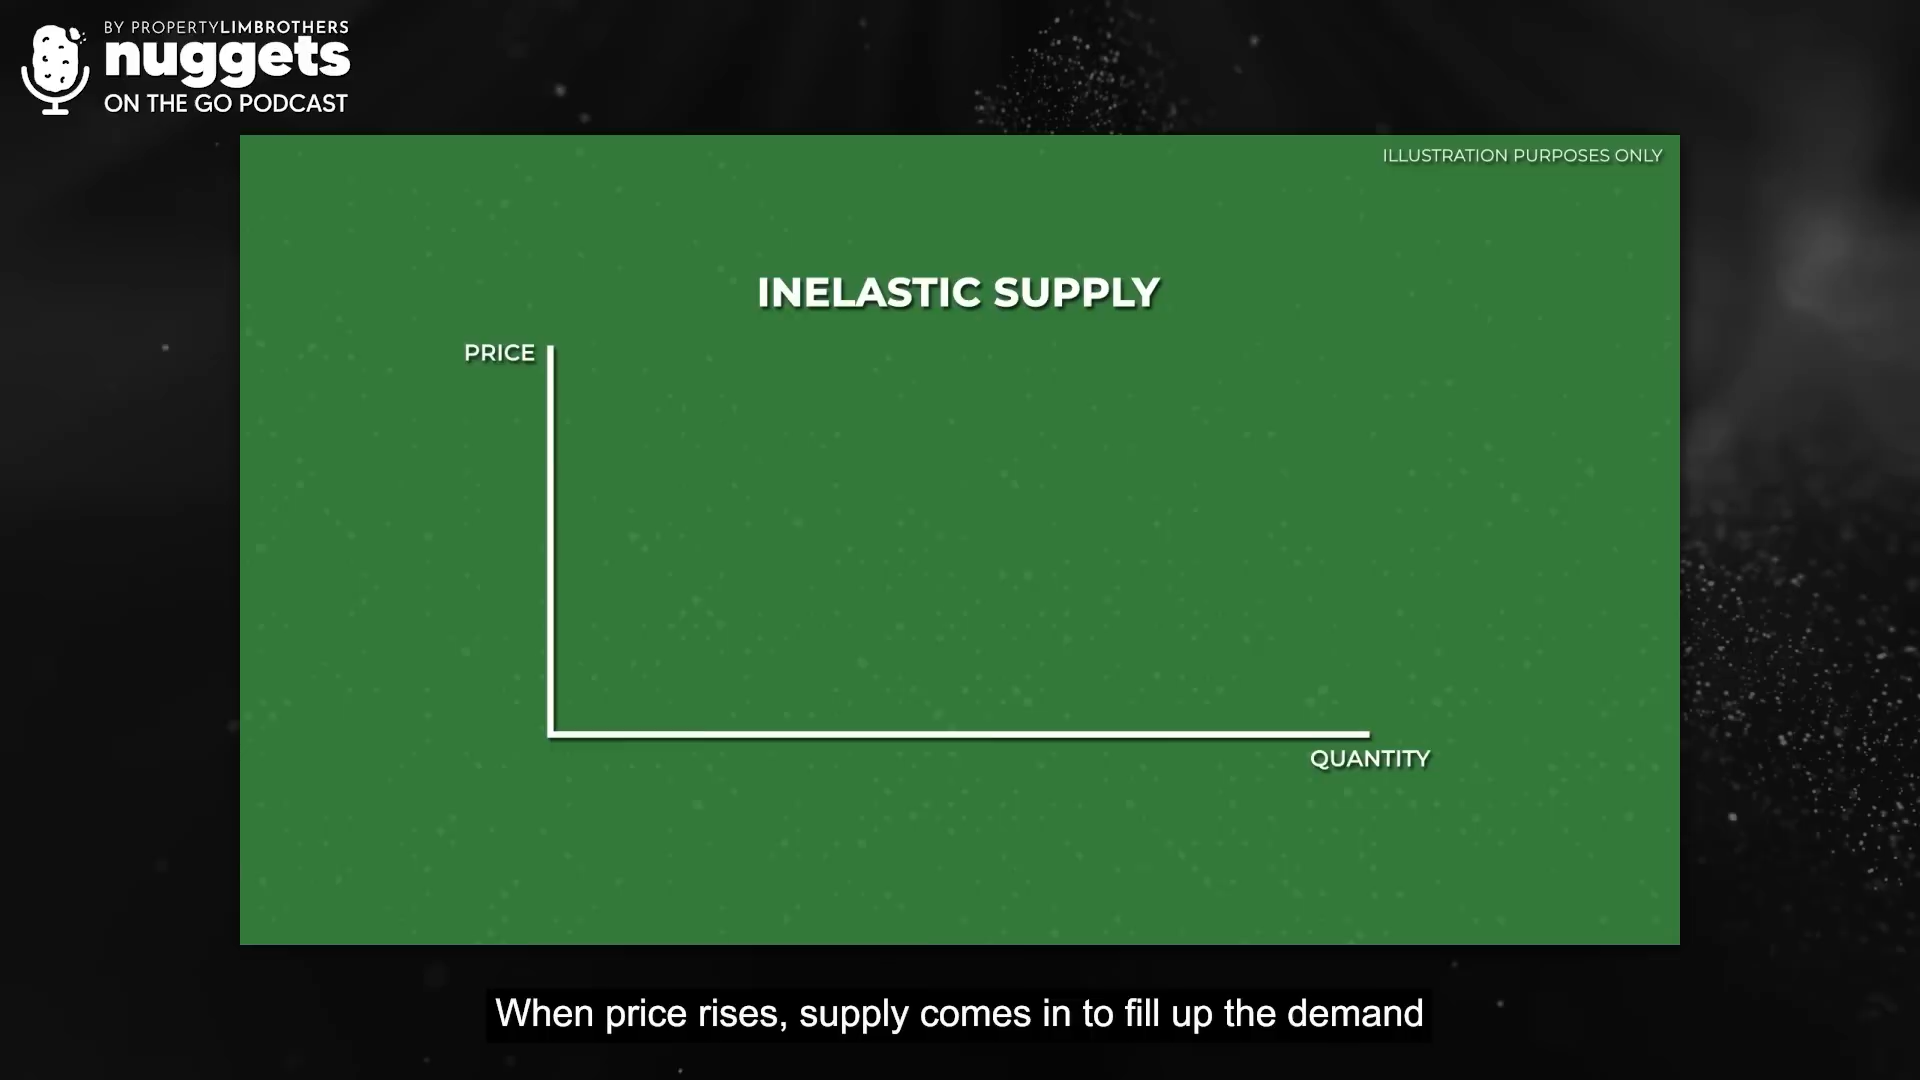 BY PROPERTYLIMBROTHERS
nuggets
ON THE GO PODCAST
ILLUSTRATION PURPOSES ONLY
INELASTIC SUPPLY
PRICE
QUANTITY
When price rises, supply comes in to fill up the demand